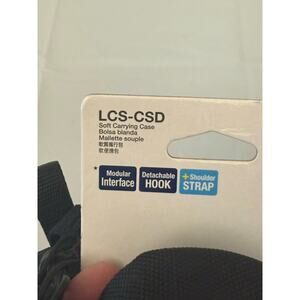 LCS-CSD
Soft Carrying Case
Bolsa blanda
Mallette souple
軟質攜行包
软便携包
* Modular Interface
Detachable HOOK
+Shoulder STRAP